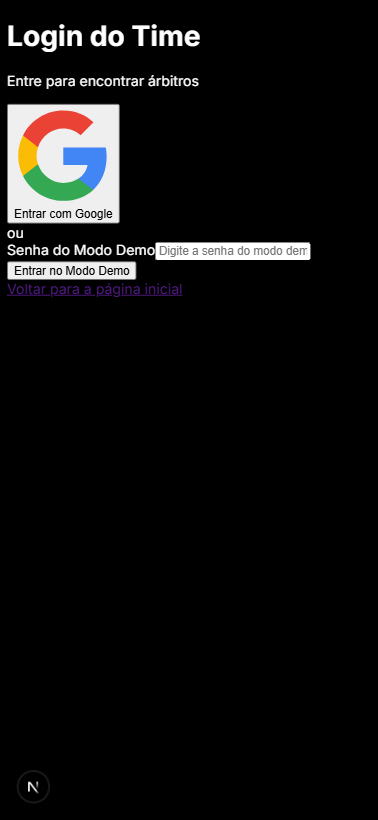 Login do Time
Entre para encontrar árbitros
Entrar com Google
ou
Senha do Modo Demo Digite a senha do modo dem
Entrar no Modo Demo
Voltar para a página inicial
N